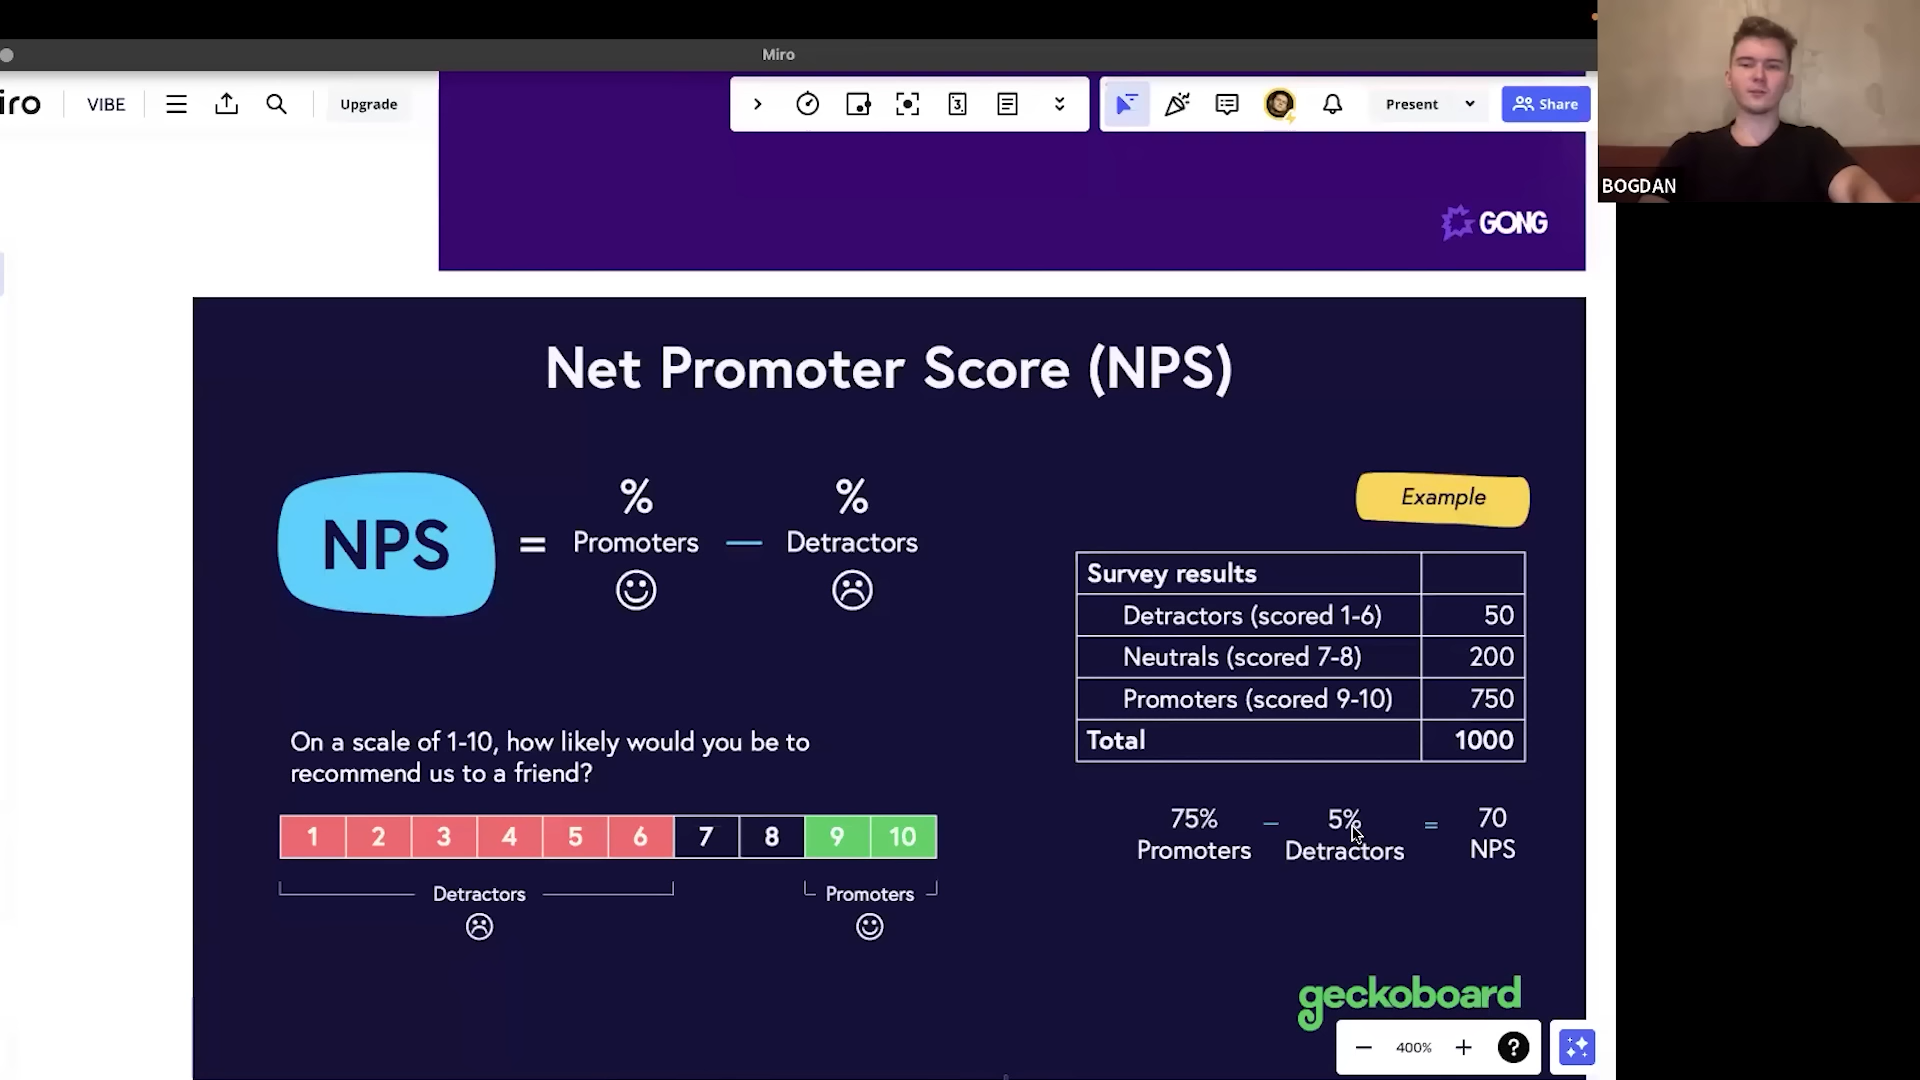 Miro
iro
VIBE
Upgrade
3
Present
Share
BOGDAN
GONG
Net Promoter Score (NPS)
NPS = % Promoters — % Detractors
Example
Survey results
Detractors (scored 1-6) 50
Neutrals (scored 7-8) 200
Promoters (scored 9-10) 750
Total 1000
On a scale of 1-10, how likely would you be to
recommend us to a friend?
1 2 3 4 5 6 7 8 9 10
Detractors Promoters
75% — 5% = 70
Promoters Detractors NPS
geckoboard
− 400% + ?